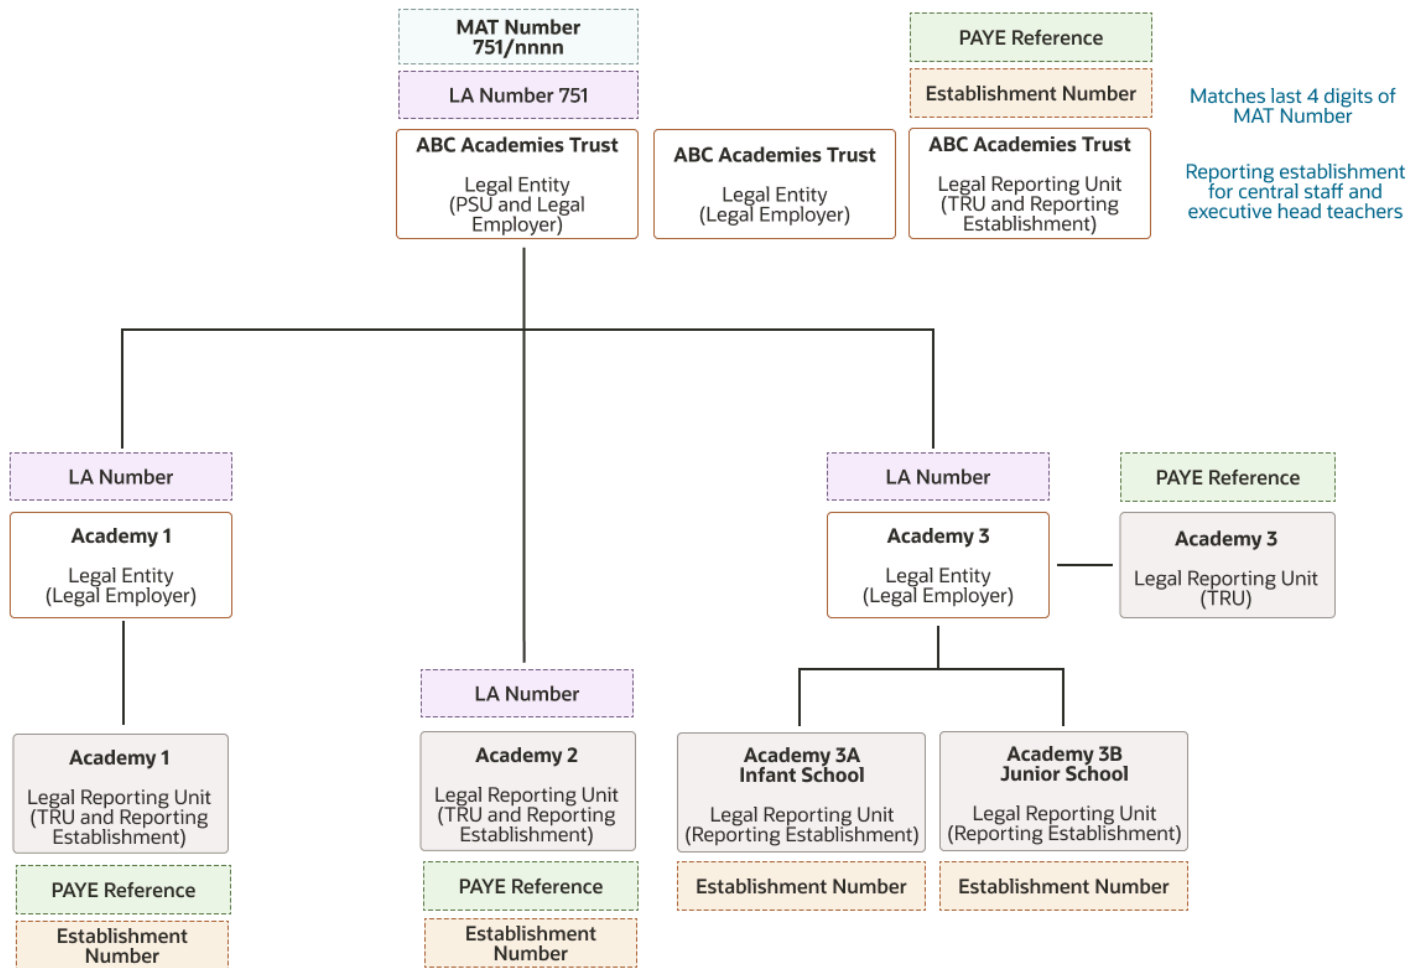 MAT Number
751/nnnn
LA Number 751
ABC Academies Trust
Legal Entity
(PSU and Legal
Employer)
ABC Academies Trust
Legal Entity
(Legal Employer)
PAYE Reference
Establishment Number
ABC Academies Trust
Legal Reporting Unit
(TRU and Reporting
Establishment)
Matches last 4 digits of
MAT Number
Reporting establishment
for central staff and
executive head teachers
LA Number
Academy 1
Legal Entity
(Legal Employer)
LA Number
Academy 3
Legal Entity
(Legal Employer)
PAYE Reference
Academy 3
Legal Reporting Unit
(TRU)
Academy 1
Legal Reporting Unit
(TRU and Reporting
Establishment)
PAYE Reference
Establishment
Number
LA Number
Academy 2
Legal Reporting Unit
(TRU and Reporting
Establishment)
PAYE Reference
Establishment
Number
Academy 3A
Infant School
Legal Reporting Unit
(Reporting Establishment)
Establishment Number
Academy 3B
Junior School
Legal Reporting Unit
(Reporting Establishment)
Establishment Number